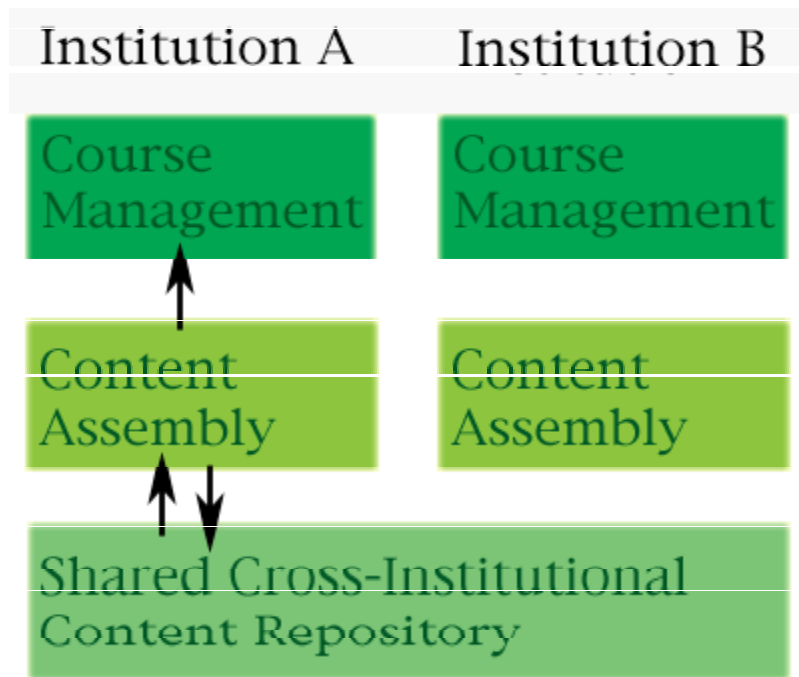 Institution A
Institution B
Course
Management
Course
Management
Content
Assembly
Content
Assembly
Shared Cross-Institutional
Content Repository